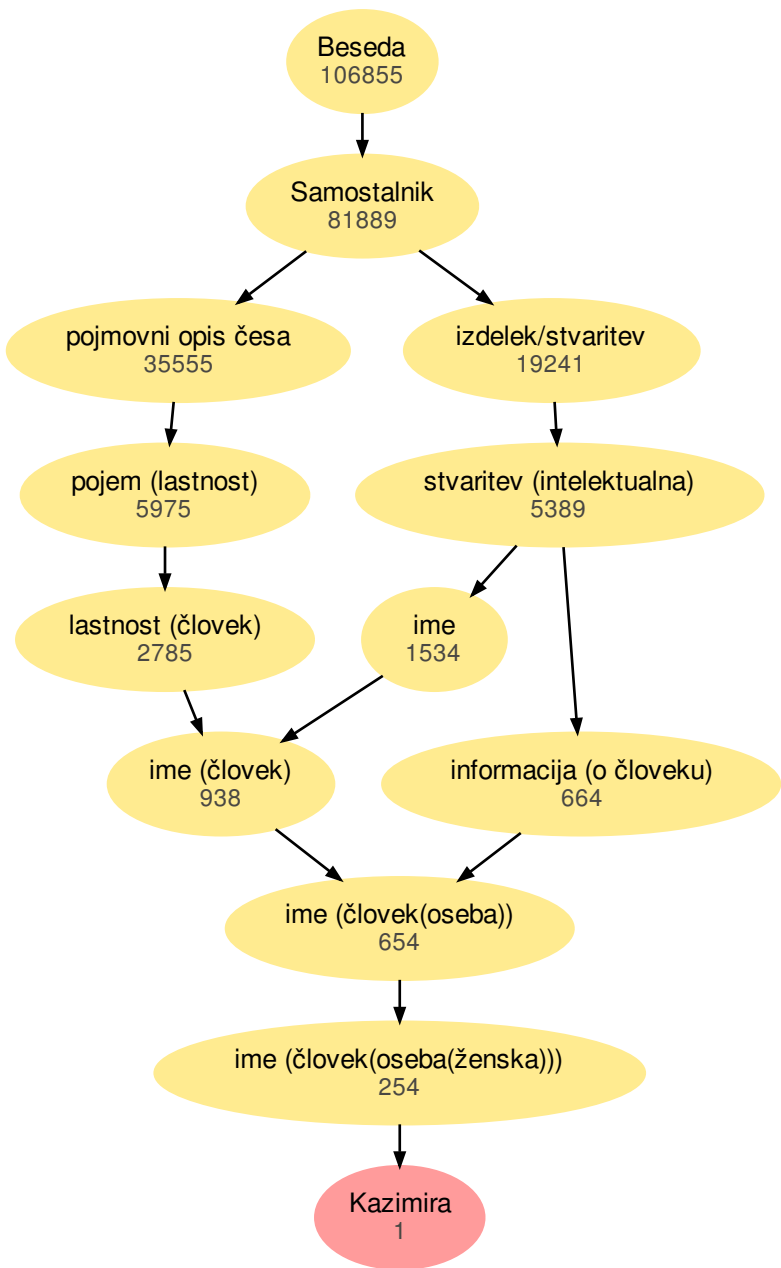 Beseda
106855
Samostalnik
81889
pojmovni opis česa
35555
izdelek/stvaritev
19241
pojem (lastnost)
5975
stvaritev (intelektualna)
5389
lastnost (človek)
2785
ime
1534
ime (človek)
938
informacija (o človeku)
664
ime (človek(oseba))
654
ime (človek(oseba(ženska)))
254
Kazimira
1